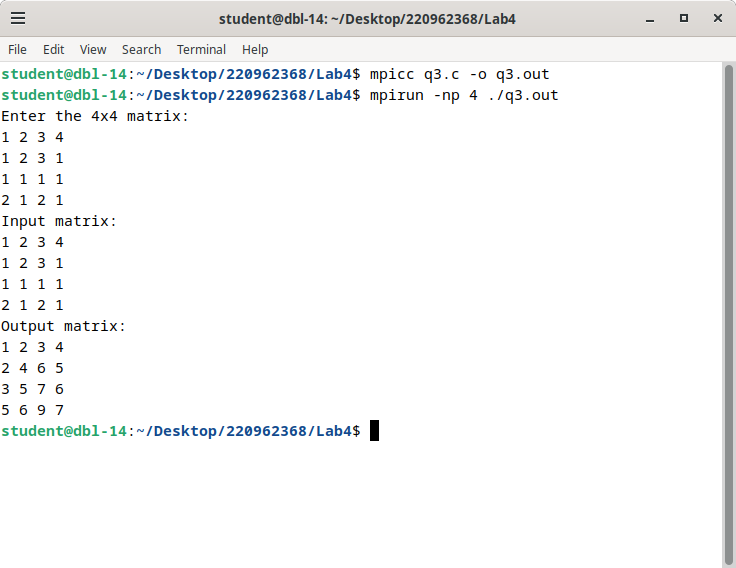 student@dbl-14: ~/Desktop/220962368/Lab4
File Edit View Search Terminal Help
student@dbl-14:~/Desktop/220962368/Lab4$ mpicc q3.c -o q3.out
student@dbl-14:~/Desktop/220962368/Lab4$ mpirun -np 4 ./q3.out
Enter the 4x4 matrix:
1 2 3 4
1 2 3 1
1 1 1 1
2 1 2 1
Input matrix:
1 2 3 4
1 2 3 1
1 1 1 1
2 1 2 1
Output matrix:
1 2 3 4
2 4 6 5
3 5 7 6
5 6 9 7
student@dbl-14:~/Desktop/220962368/Lab4$